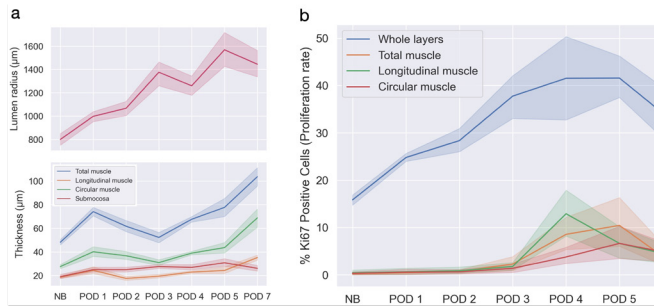 a
Lumen radius (μm)
1600
1400
1200
1000
800
Thickness (μm)
100
80
60
40
20
Total muscle
Longitudinal muscle
Circular muscle
Submocosa
NB POD 1 POD 2 POD 3 POD 4 POD 5 POD 7
b
% Ki67 Positive Cells (Proliferation rate)
50
40
30
20
10
0
Whole layers
Total muscle
Longitudinal muscle
Circular muscle
NB POD 1 POD 2 POD 3 POD 4 POD 5